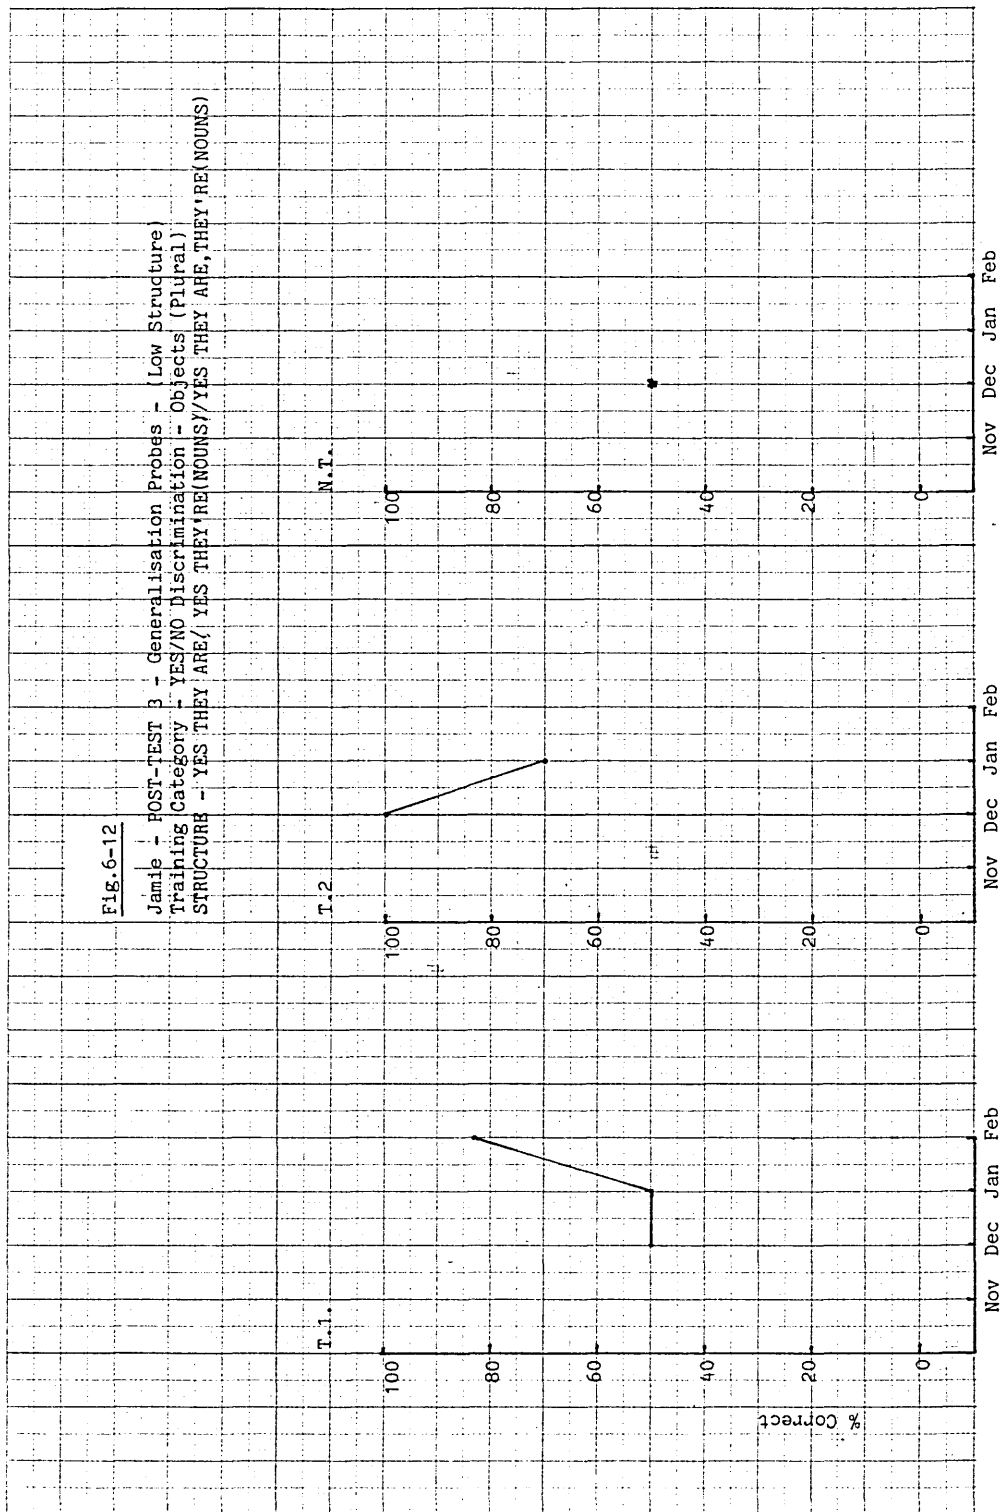 Fig.6-12
Jamie - POST-TEST 3 - Generalisation Probes - (Low Structure)
Training Category - YES/NO Discrimination - Objects (Plural)
STRUCTURE - YES THEY ARE/ YES THEY'RE(NOUNS)/YES THEY ARE,THEY'RE(NOUNS)
T.1.
100
80
60
40
20
0
% Correct
Nov Dec Jan Feb
T.2
100
80
60
40
20
0
Nov Dec Jan Feb
N.T.
100
80
60
40
20
0
Nov Dec Jan Feb